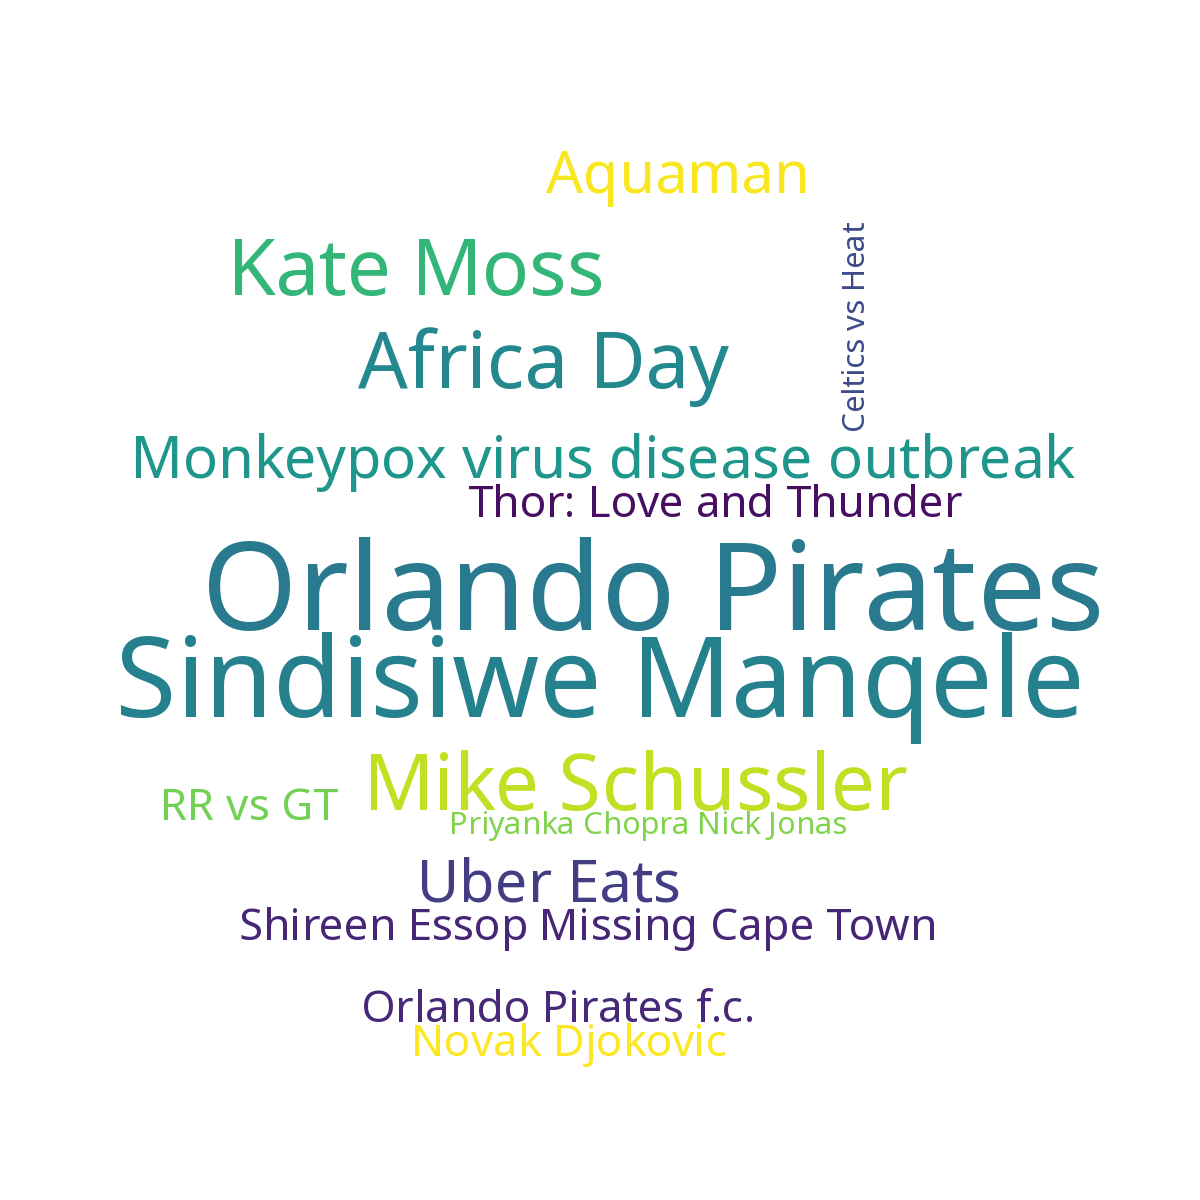 Aquaman
Kate Moss
Celtics vs Heat
Africa Day
Monkeypox virus disease outbreak
Thor: Love and Thunder
Orlando Pirates
Sindisiwe Manqele
Mike Schussler
RR vs GT
Priyanka Chopra Nick Jonas
Uber Eats
Shireen Essop Missing Cape Town
Orlando Pirates f.c.
Novak Djokovic